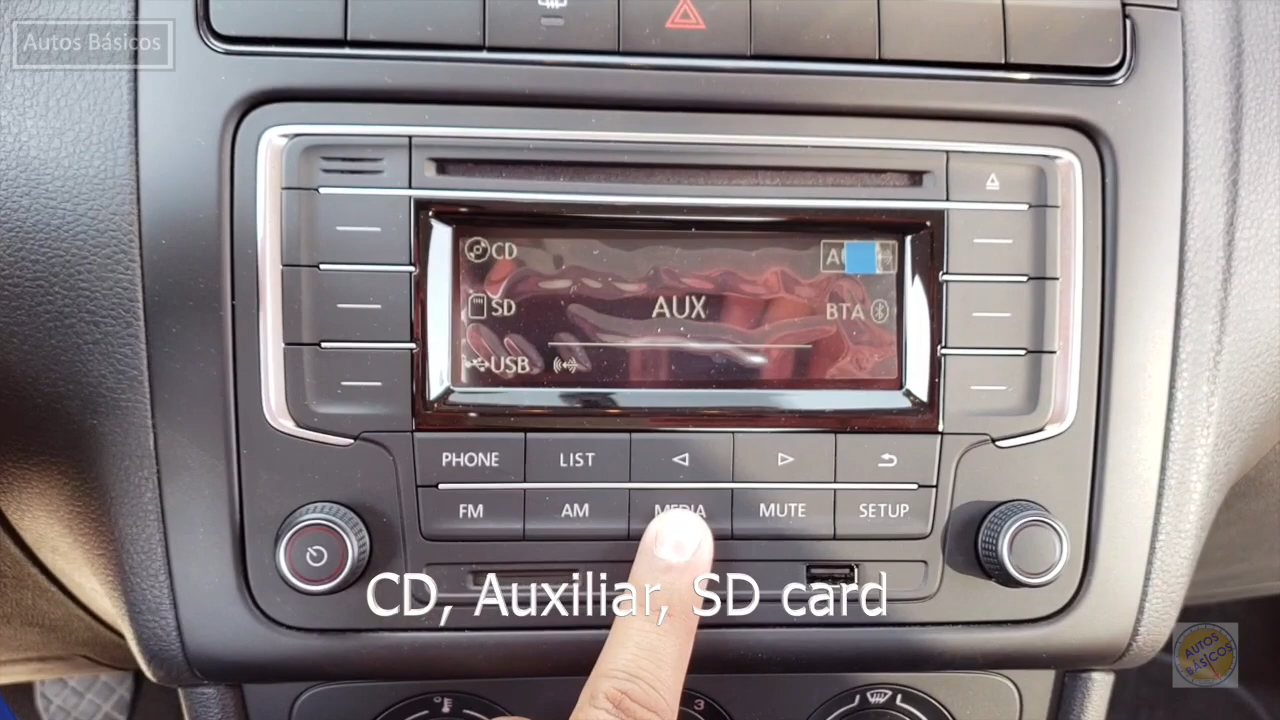 Autos Básicos
CD
SD
AUX
BTA
USB
PHONE LIST
FM AM MEDIA MUTE SETUP
CD, Auxiliar, SD card
AUTOS
BÁSICOS
3